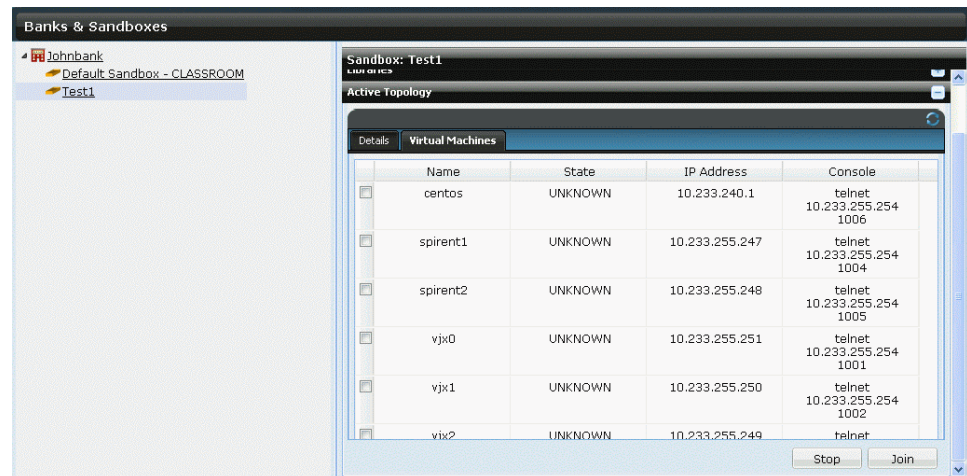 Banks & Sandboxes
Johnbank
Default Sandbox - CLASSROOM
Test1
Sandbox: Test1
Libraries
Active Topology
Details Virtual Machines
Name State IP Address Console
centos UNKNOWN 10.233.240.1 telnet
10.233.255.254
1006
spirent1 UNKNOWN 10.233.255.247 telnet
10.233.255.254
1004
spirent2 UNKNOWN 10.233.255.248 telnet
10.233.255.254
1005
vjx0 UNKNOWN 10.233.255.251 telnet
10.233.255.254
1001
vjx1 UNKNOWN 10.233.255.250 telnet
10.233.255.254
1002
vjx2 UNKNOWN 10.233.255.249 telnet
Stop Join